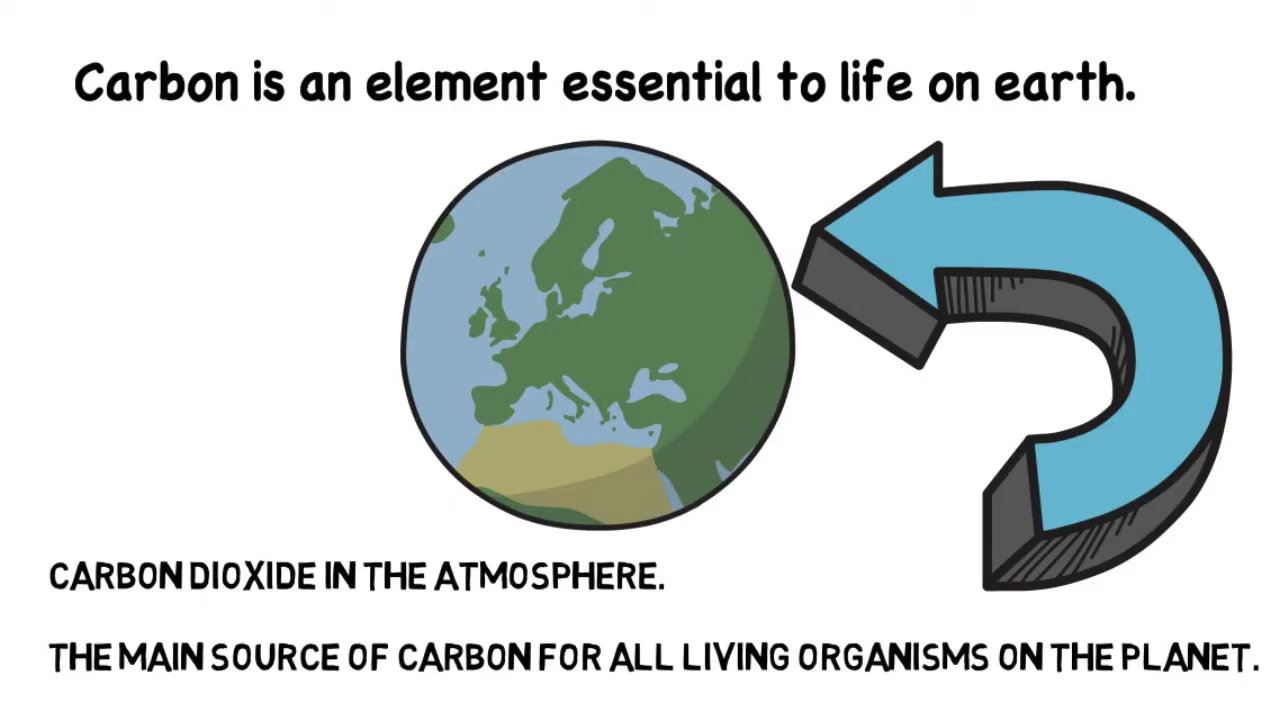 Carbon is an element essential to life on earth.
CARBON DIOXIDE IN THE ATMOSPHERE.
THE MAIN SOURCE OF CARBON FOR ALL LIVING ORGANISMS ON THE PLANET.